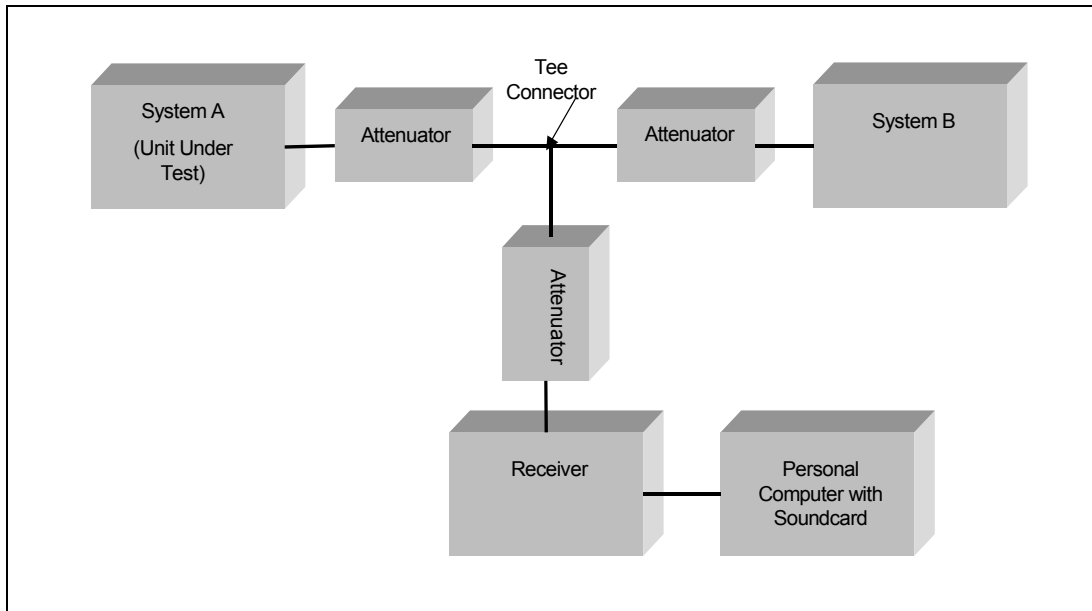 Tee
Connector
System A
(Unit Under
Test)
Attenuator
Attenuator
System B
Attenuator
Receiver
Personal
Computer with
Soundcard